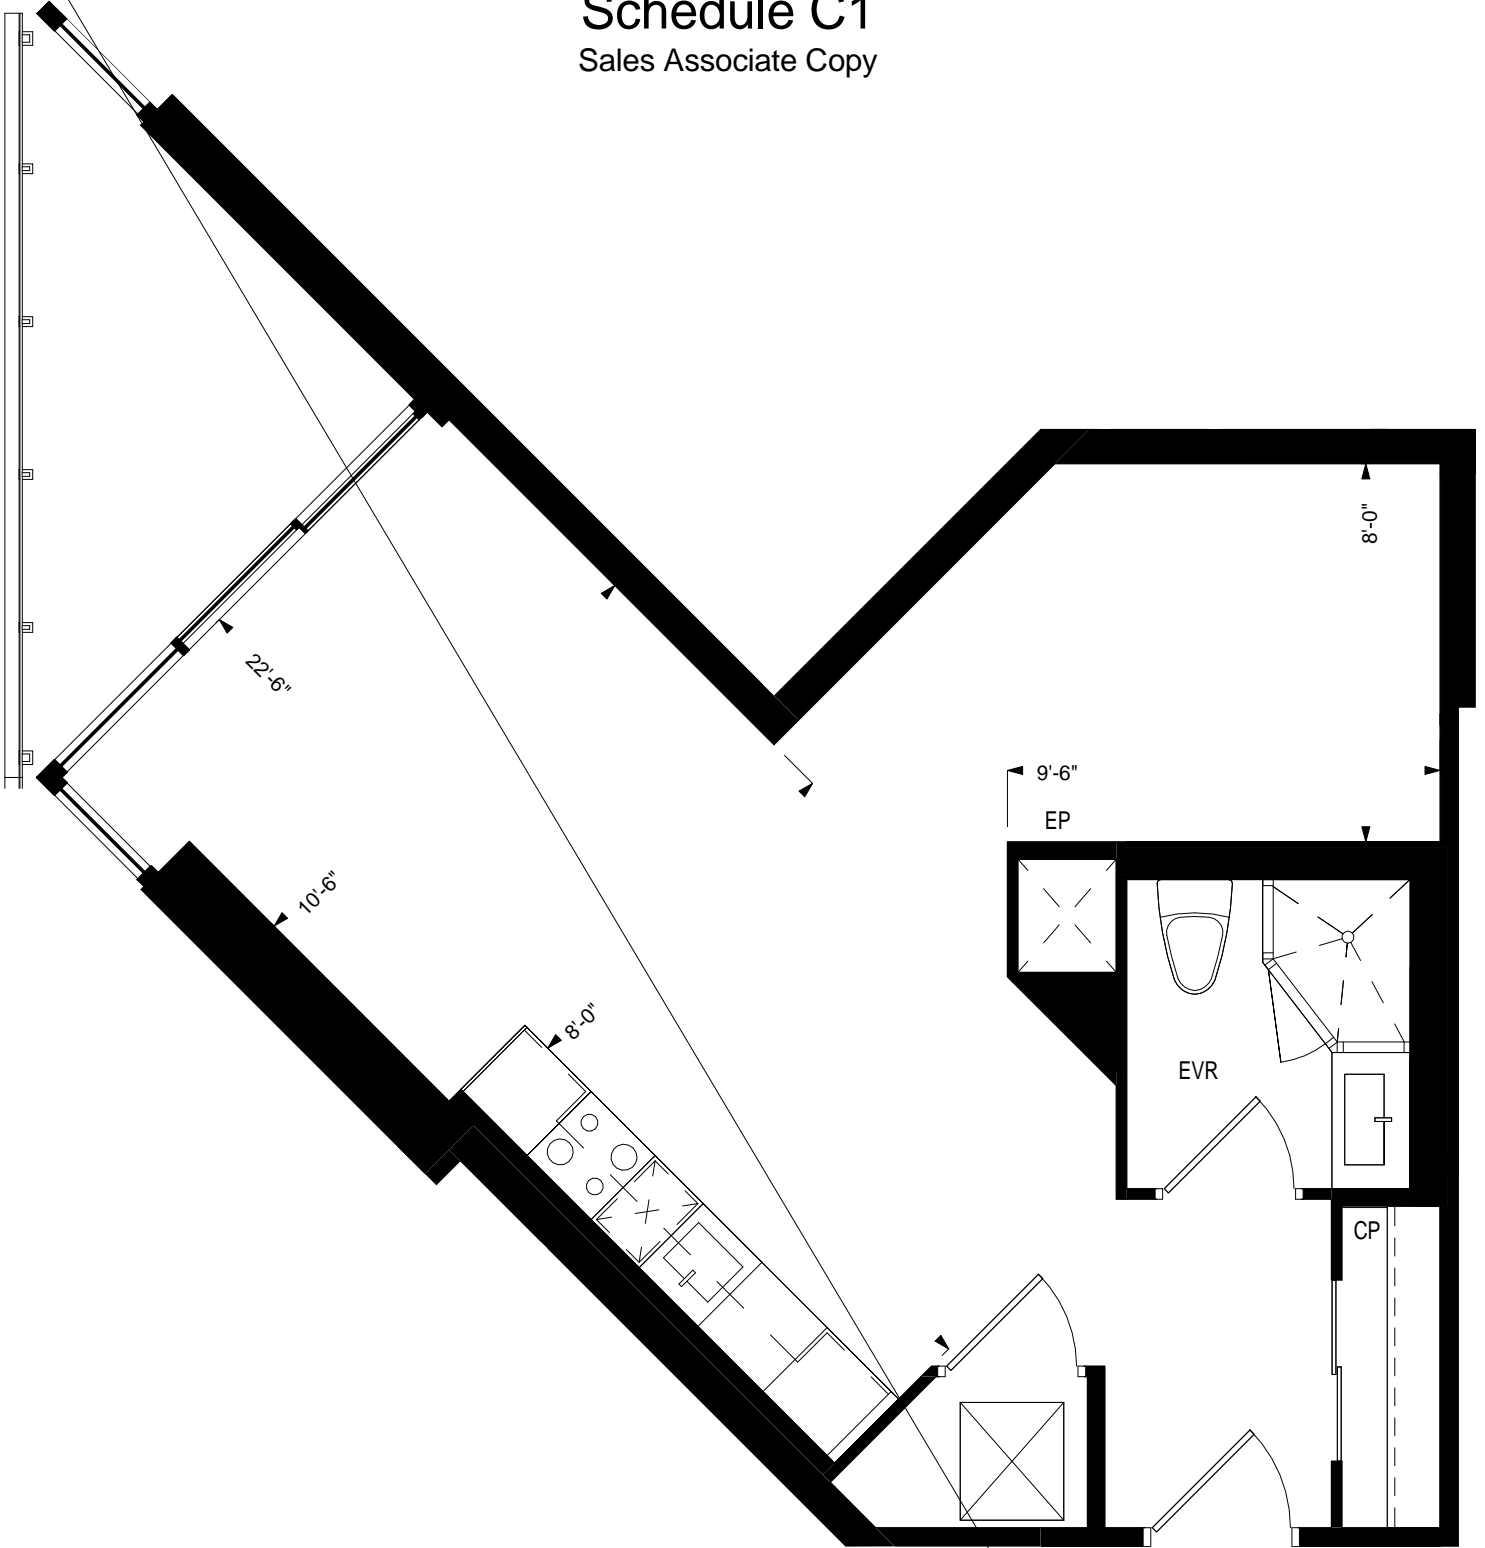 Schedule C1
Sales Associate Copy
8'-0"
22'-6"
9'-6"
EP
10'-6"
8'-0"
EVR
CP